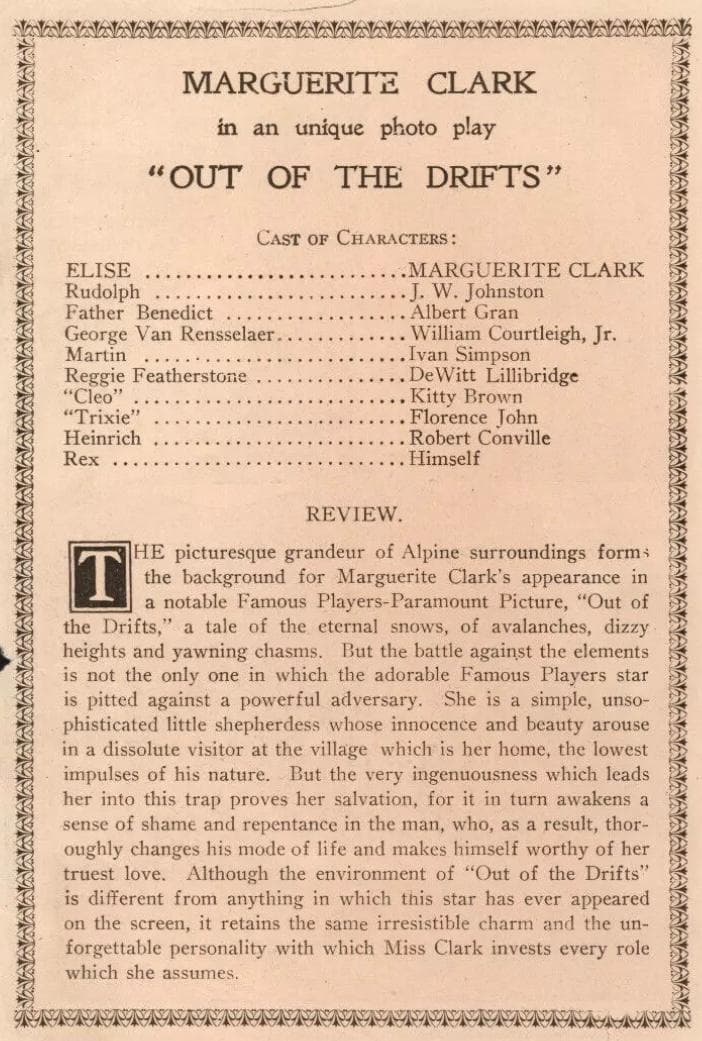 MARGUERITE CLARK
in an unique photo play
"OUT OF THE DRIFTS"
CAST OF CHARACTERS:
ELISE ..........................MARGUERITE CLARK
Rudolph .........................J. W. Johnston
Father Benedict ..................Albert Gran
George Van Rensselaer.............William Courtleigh, Jr.
Martin ..........................Ivan Simpson
Reggie Featherstone ...............DeWitt Lillibridge
"Cleo" ...........................Kitty Brown
"Trixie" ..........................Florence John
Heinrich .........................Robert Conville
Rex .............................Himself
REVIEW.
THE picturesque grandeur of Alpine surroundings forms
the background for Marguerite Clark's appearance in
a notable Famous Players-Paramount Picture, "Out of
the Drifts," a tale of the eternal snows, of avalanches, dizzy
heights and yawning chasms. But the battle against the elements
is not the only one in which the adorable Famous Players star
is pitted against a powerful adversary. She is a simple, unso-
phisticated little shepherdess whose innocence and beauty arouse
in a dissolute visitor at the village which is her home, the lowest
impulses of his nature. But the very ingenuousness which leads
her into this trap proves her salvation, for it in turn awakens a
sense of shame and repentance in the man, who, as a result, thor-
oughly changes his mode of life and makes himself worthy of her
truest love. Although the environment of "Out of the Drifts"
is different from anything in which this star has ever appeared
on the screen, it retains the same irresistible charm and the un-
forgettable personality with which Miss Clark invests every role
which she assumes.